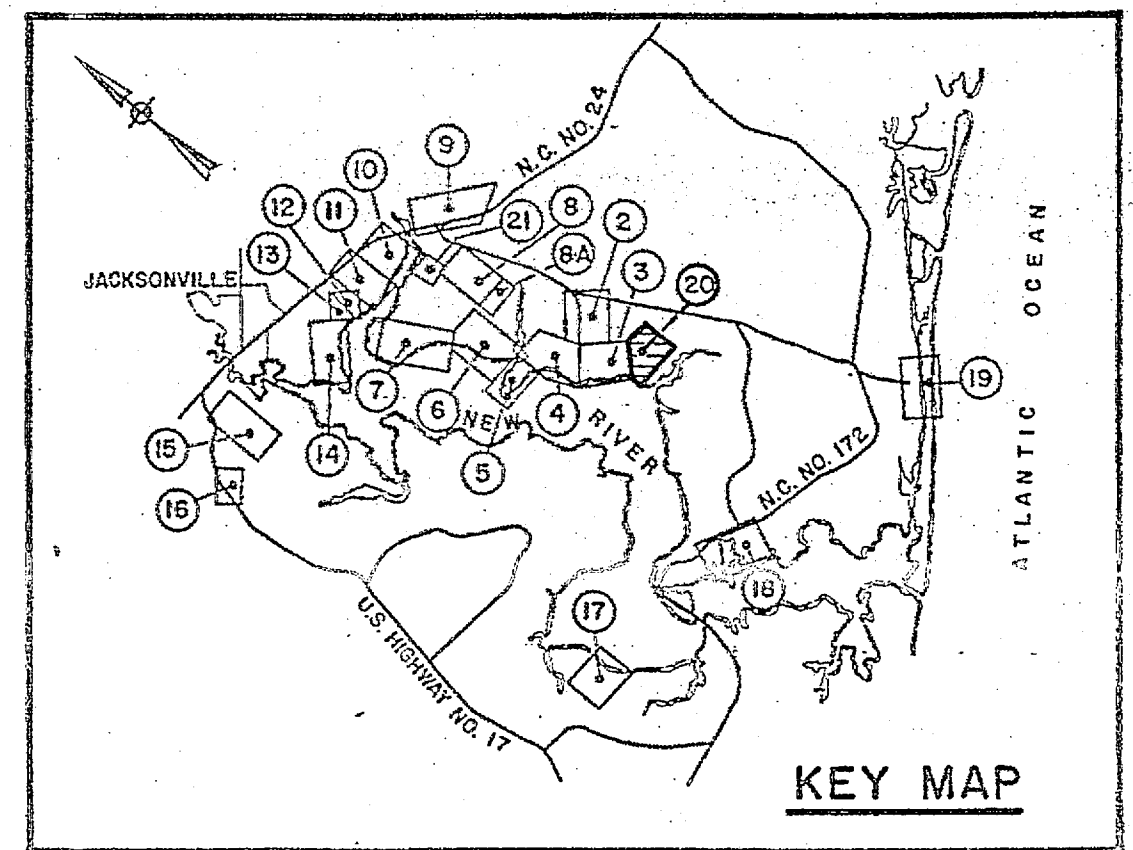 N.C. NO. 24
9
10
11
12
13
21
8
8A
2
3
20
JACKSONVILLE
ATLANTIC OCEAN
19
7
6
5
4
NEW RIVER
15
14
16
N.C. NO. 172
18
17
U.S. HIGHWAY NO. 17
KEY MAP